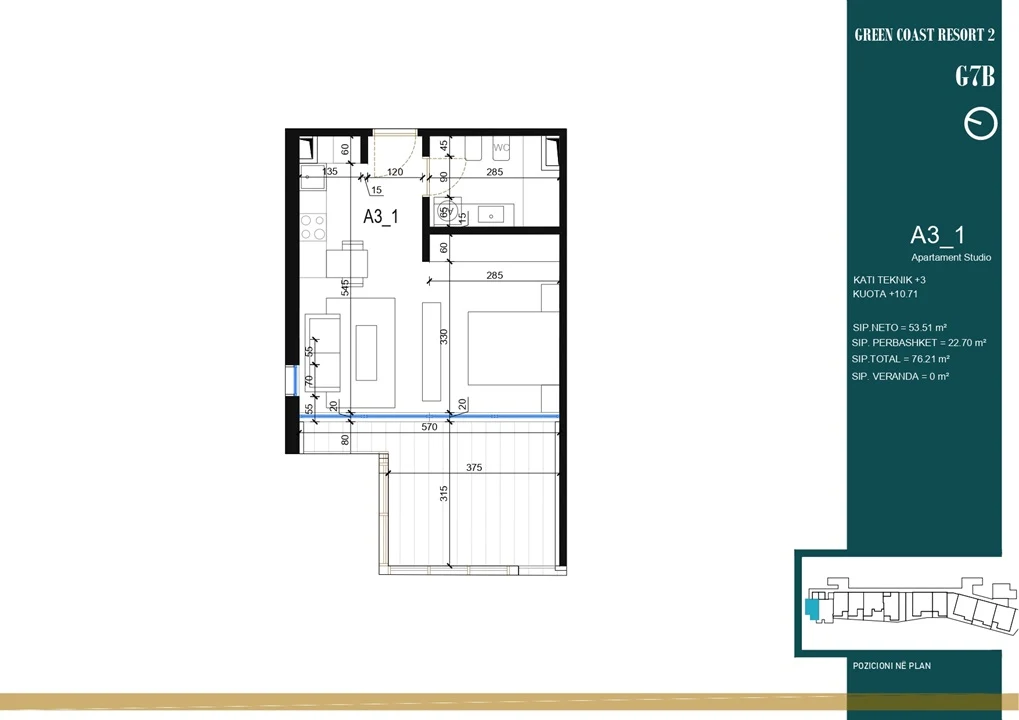 GREEN COAST RESORT 2
G7B
A3_1
Apartament Studio
KATI TEKNIK +3
KUOTA +10.71
SIP.NETO = 53.51 m²
SIP. PERBASHKET = 22.70 m²
SIP.TOTAL = 76.21 m²
SIP. VERANDA = 0 m²
POZICIONI NË PLAN
60
45
WC
135
120
90
285
15
A3_1
65
15
60
285
545
330
55
70
55
20
20
570
80
375
315